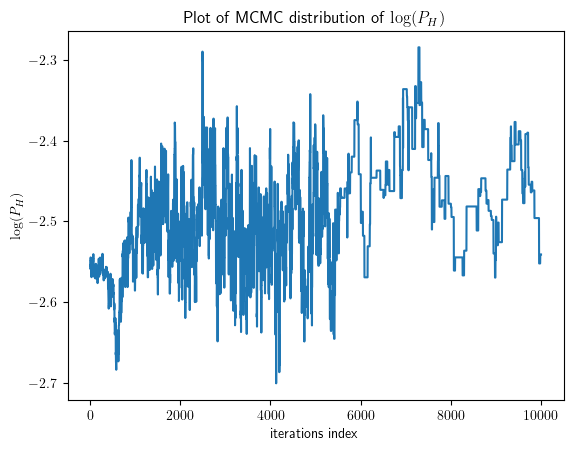 Plot of MCMC distribution of log(P_H)
log(P_H)
−2.3
−2.4
−2.5
−2.6
−2.7
0 2000 4000 6000 8000 10000
iterations index